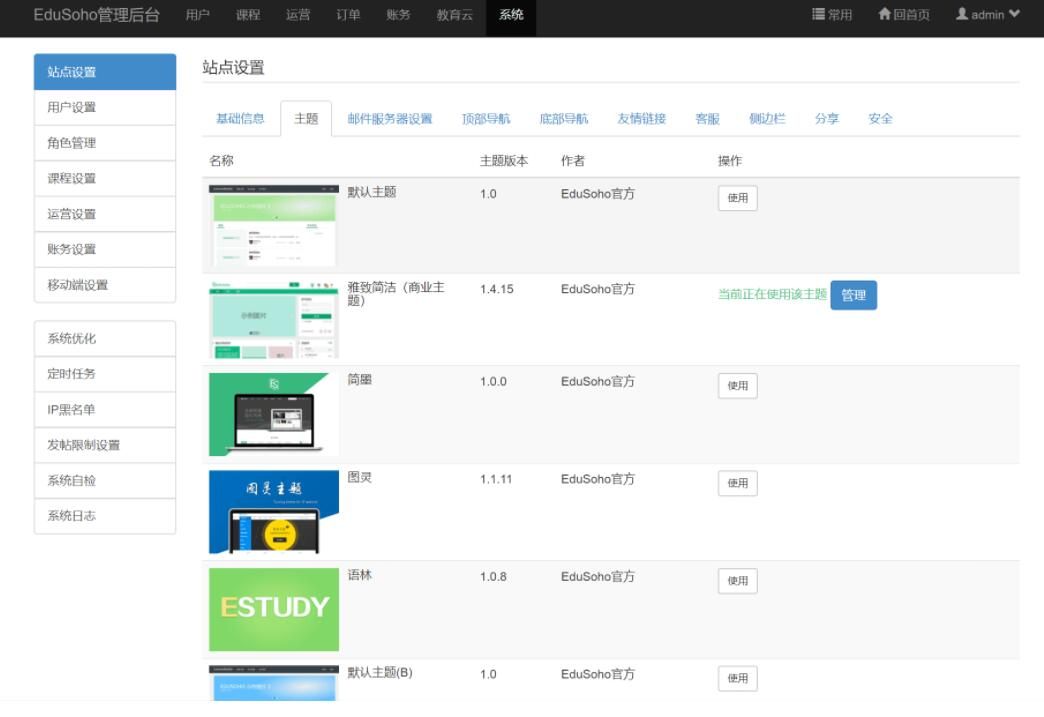 EduSoho管理后台 用户 课程 运营 订单 账务 教育云 系统 常用 回首页 admin
站点设置
用户设置
角色管理
课程设置
运营设置
账务设置
移动端设置
系统优化
定时任务
IP黑名单
发帖限制设置
系统自检
系统日志
站点设置
基础信息 主题 邮件服务器设置 顶部导航 底部导航 友情链接 客服 侧边栏 分享 安全
名称 主题版本 作者 操作
默认主题 1.0 EduSoho官方 使用
雅致简洁（商业主
题） 1.4.15 EduSoho官方 当前正在使用该主题 管理
示例图片
简墨 1.0.0 EduSoho官方 使用
图灵主题
图灵 1.1.11 EduSoho官方 使用
ESTUDY
语林 1.0.8 EduSoho官方 使用
默认主题(B) 1.0 EduSoho官方 使用